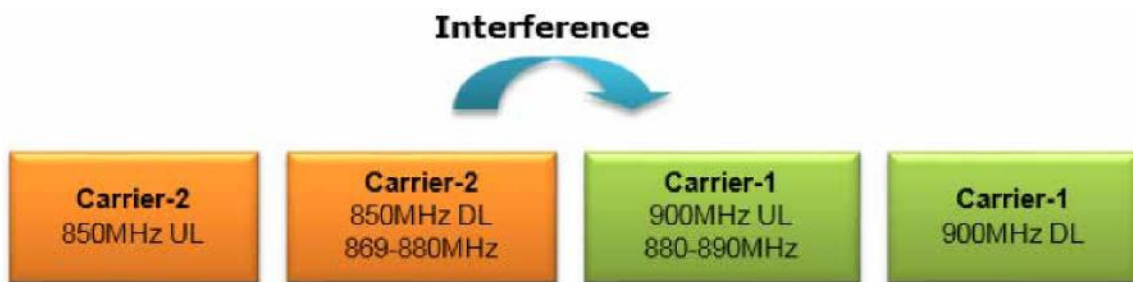 Interference
Carrier-2
850MHz UL
Carrier-2
850MHz DL
869-880MHz
Carrier-1
900MHz UL
880-890MHz
Carrier-1
900MHz DL